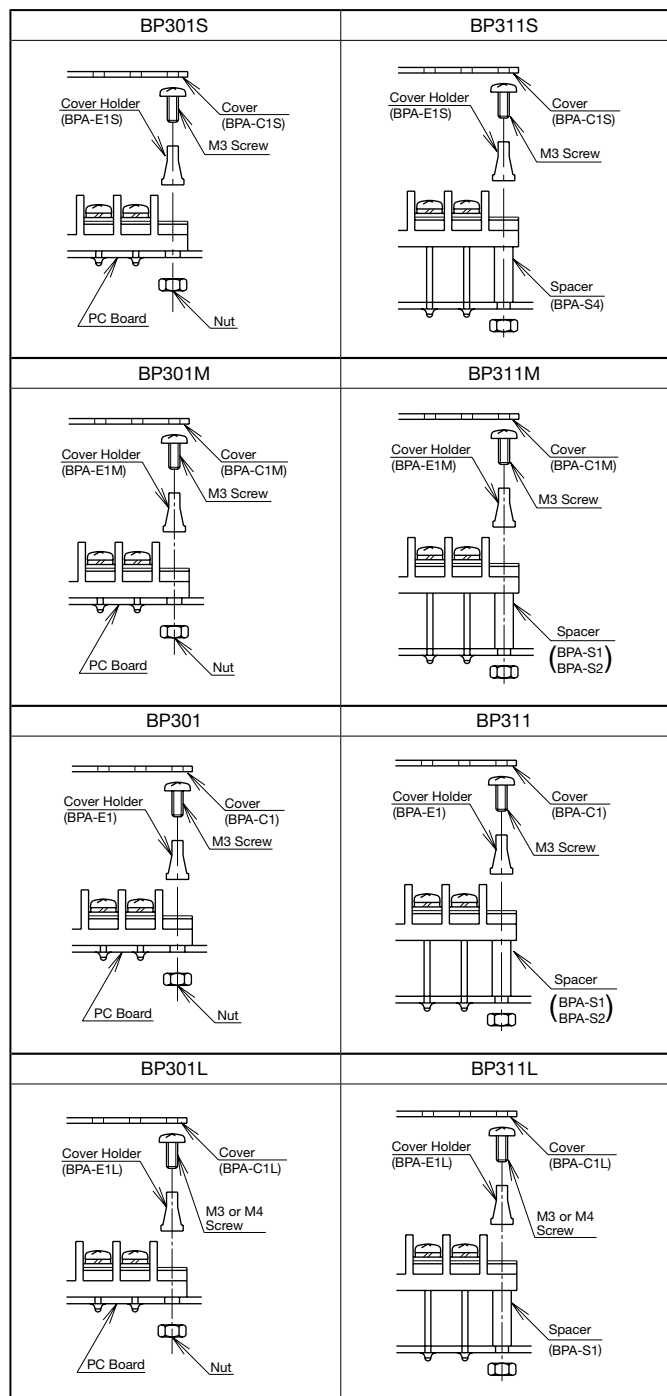 BP301S
Cover Holder
(BPA-E1S)
Cover
(BPA-C1S)
M3 Screw
PC Board
Nut
BP311S
Cover Holder
(BPA-E1S)
Cover
(BPA-C1S)
M3 Screw
Spacer
(BPA-S4)
BP301M
Cover Holder
(BPA-E1M)
Cover
(BPA-C1M)
M3 Screw
PC Board
Nut
BP311M
Cover Holder
(BPA-E1M)
Cover
(BPA-C1M)
M3 Screw
Spacer
(BPA-S1
BPA-S2)
BP301
Cover Holder
(BPA-E1)
Cover
(BPA-C1)
M3 Screw
PC Board
Nut
BP311
Cover Holder
(BPA-E1)
Cover
(BPA-C1)
M3 Screw
Spacer
(BPA-S1
BPA-S2)
BP301L
Cover Holder
(BPA-E1L)
Cover
(BPA-C1L)
M3 or M4
Screw
PC Board
Nut
BP311L
Cover Holder
(BPA-E1L)
Cover
(BPA-C1L)
M3 or M4
Screw
Spacer
(BPA-S1)